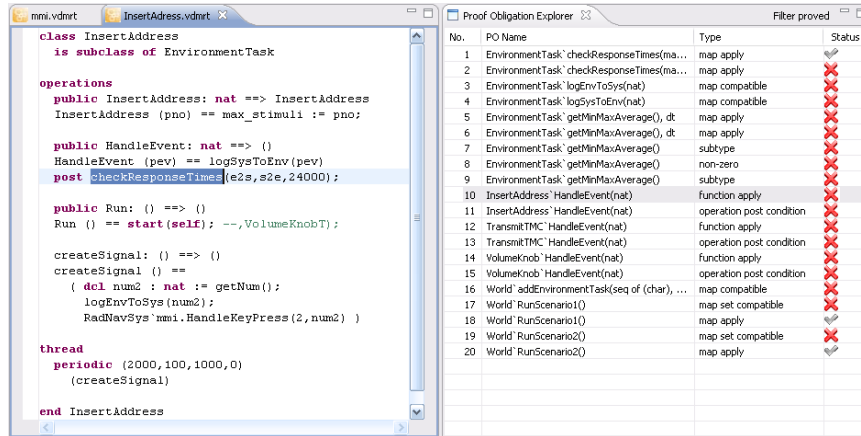 mmi.vdmrt InsertAdress.vdmrt
class InsertAddress
is subclass of EnvironmentTask
operations
public InsertAddress: nat ==> InsertAddress
InsertAddress (pno) == max_stimuli := pno;
public HandleEvent: nat ==> ()
HandleEvent (pev) == logSysToEnv(pev)
post checkResponseTimes(e2s,s2e,24000);
public Run: () ==> ()
Run () == start(self); --,VolumeKnobT);
createSignal: () ==> ()
createSignal () ==
( dcl num2 : nat := getNum();
logEnvToSys(num2);
RadNavSys`mmi.HandleKeyPress(2,num2) )
thread
periodic (2000,100,1000,0)
(createSignal)
end InsertAddress
Proof Obligation Explorer Filter proved
No. PO Name Type Status
1 EnvironmentTask`checkResponseTimes(ma... map apply
2 EnvironmentTask`checkResponseTimes(ma... map apply
3 EnvironmentTask`logEnvToSys(nat) map compatible
4 EnvironmentTask`logSysToEnv(nat) map compatible
5 EnvironmentTask`getMinMaxAverage(), dt map apply
6 EnvironmentTask`getMinMaxAverage(), dt map apply
7 EnvironmentTask`getMinMaxAverage() subtype
8 EnvironmentTask`getMinMaxAverage() non-zero
9 EnvironmentTask`getMinMaxAverage() subtype
10 InsertAddress`HandleEvent(nat) function apply
11 InsertAddress`HandleEvent(nat) operation post condition
12 TransmitTMC`HandleEvent(nat) function apply
13 TransmitTMC`HandleEvent(nat) operation post condition
14 VolumeKnob`HandleEvent(nat) function apply
15 VolumeKnob`HandleEvent(nat) operation post condition
16 World`addEnvironmentTask(seq of (char), ... map compatible
17 World`RunScenario1() map set compatible
18 World`RunScenario1() map apply
19 World`RunScenario2() map set compatible
20 World`RunScenario2() map apply